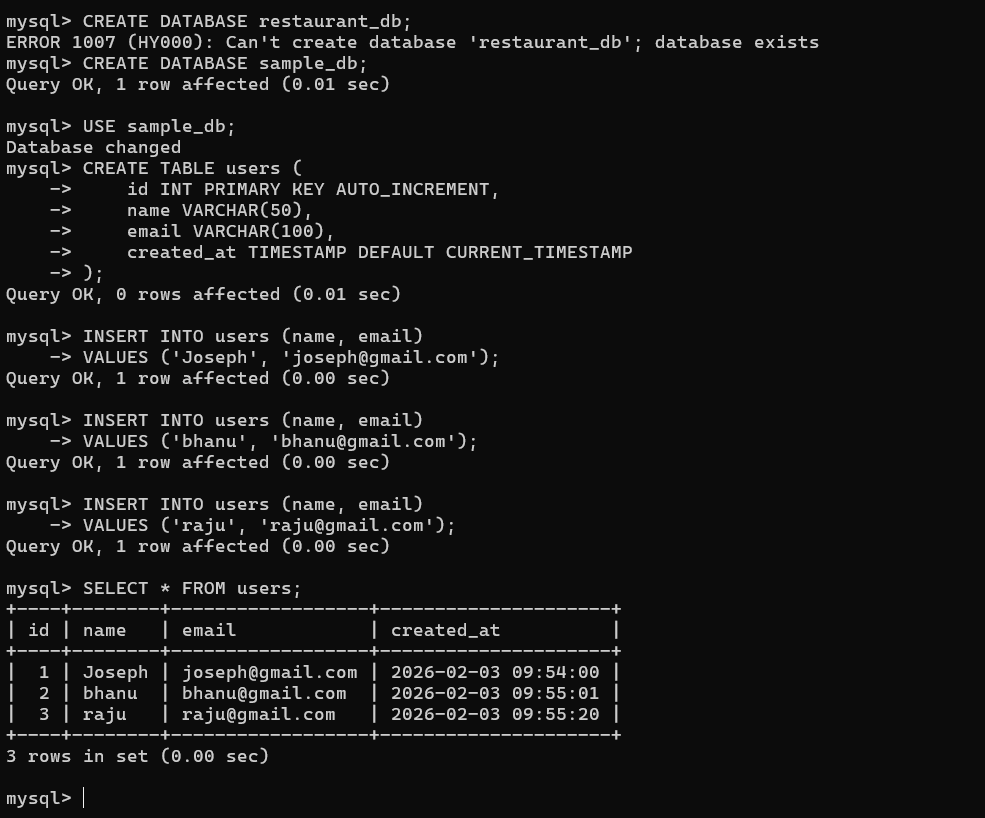 mysql> CREATE DATABASE restaurant_db;
ERROR 1007 (HY000): Can't create database 'restaurant_db'; database exists
mysql> CREATE DATABASE sample_db;
Query OK, 1 row affected (0.01 sec)

mysql> USE sample_db;
Database changed
mysql> CREATE TABLE users (
    ->     id INT PRIMARY KEY AUTO_INCREMENT,
    ->     name VARCHAR(50),
    ->     email VARCHAR(100),
    ->     created_at TIMESTAMP DEFAULT CURRENT_TIMESTAMP
    -> );
Query OK, 0 rows affected (0.01 sec)

mysql> INSERT INTO users (name, email)
    -> VALUES ('Joseph', 'joseph@gmail.com');
Query OK, 1 row affected (0.00 sec)

mysql> INSERT INTO users (name, email)
    -> VALUES ('bhanu', 'bhanu@gmail.com');
Query OK, 1 row affected (0.00 sec)

mysql> INSERT INTO users (name, email)
    -> VALUES ('raju', 'raju@gmail.com');
Query OK, 1 row affected (0.00 sec)

mysql> SELECT * FROM users;
+----+--------+------------------+---------------------+
| id | name   | email            | created_at          |
+----+--------+------------------+---------------------+
|  1 | Joseph | joseph@gmail.com | 2026-02-03 09:54:00 |
|  2 | bhanu  | bhanu@gmail.com  | 2026-02-03 09:55:01 |
|  3 | raju   | raju@gmail.com   | 2026-02-03 09:55:20 |
+----+--------+------------------+---------------------+
3 rows in set (0.00 sec)

mysql>